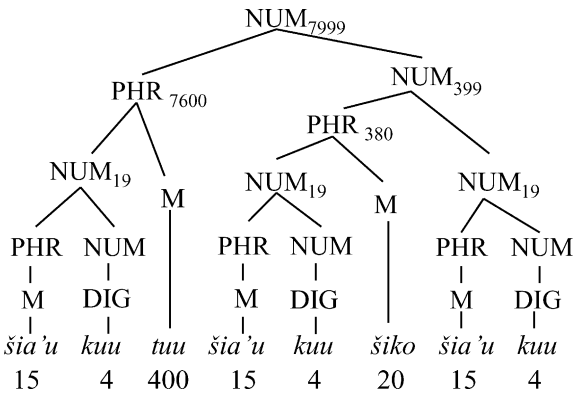 NUM7999
PHR 7600 NUM399
PHR 380
NUM19 M NUM19 M NUM19
PHR NUM PHR NUM PHR NUM
M DIG M DIG M DIG
šia’u kuu tuu šia’u kuu šiko šia’u kuu
15 4 400 15 4 20 15 4